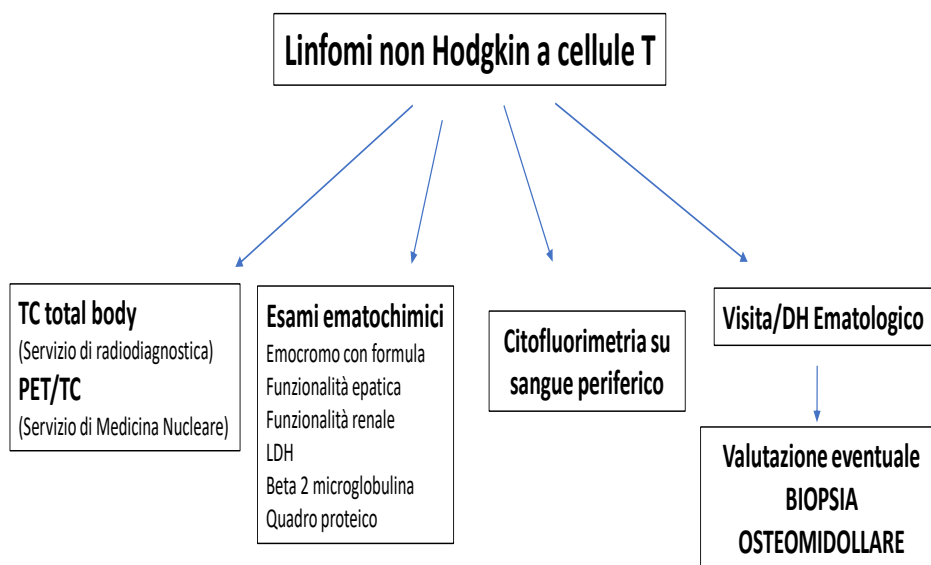 Linfomi non Hodgkin a cellule T
TC total body
(Servizio di radiodiagnostica)
PET/TC
(Servizio di Medicina Nucleare)
Esami ematochimici
Emocromo con formula
Funzionalità epatica
Funzionalità renale
LDH
Beta 2 microglobulina
Quadro proteico
Citofluorimetria su
sangue periferico
Visita/DH Ematologico
Valutazione eventuale
BIOPSIA
OSTEOMIDOLLARE